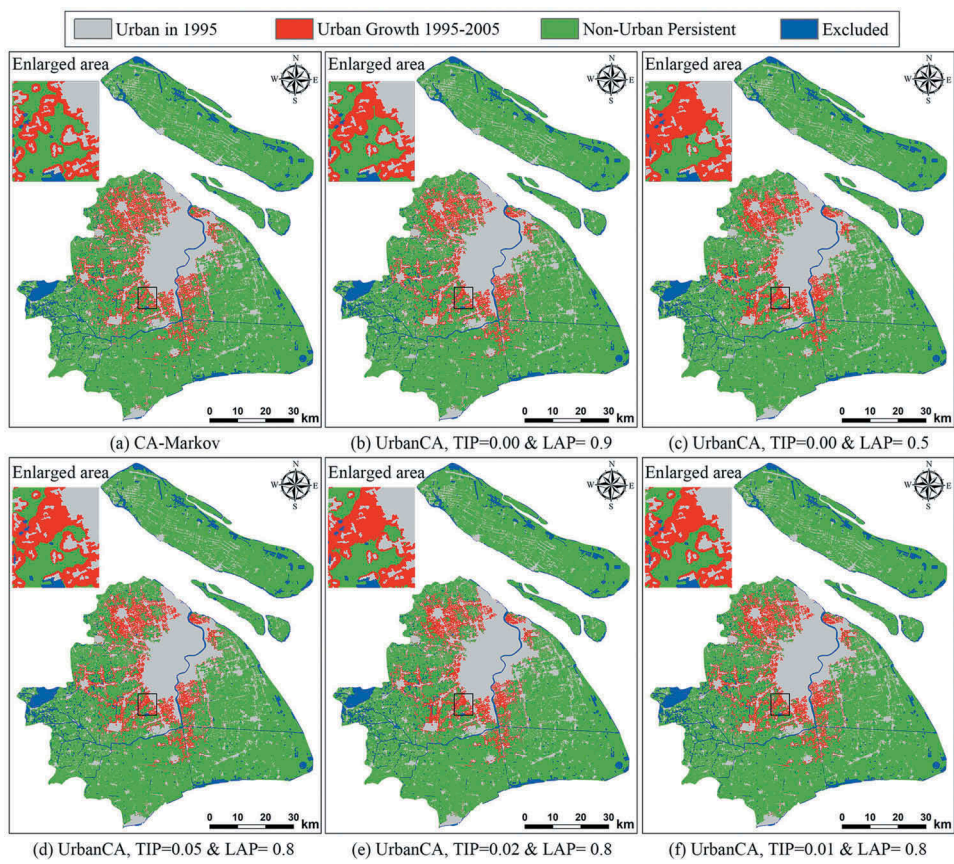 Urban in 1995 Urban Growth 1995-2005 Non-Urban Persistent Excluded
Enlarged area
N
W E
S
0 10 20 30
km
(a) CA-Markov
Enlarged area
N
W E
S
0 10 20 30
km
(b) UrbanCA, TIP=0.00 & LAP= 0.9
Enlarged area
N
W E
S
0 10 20 30
km
(c) UrbanCA, TIP=0.00 & LAP= 0.5
Enlarged area
N
W E
S
0 10 20 30
km
(d) UrbanCA, TIP=0.05 & LAP= 0.8
Enlarged area
N
W E
S
0 10 20 30
km
(e) UrbanCA, TIP=0.02 & LAP= 0.8
Enlarged area
N
W E
S
0 10 20 30
km
(f) UrbanCA, TIP=0.01 & LAP= 0.8